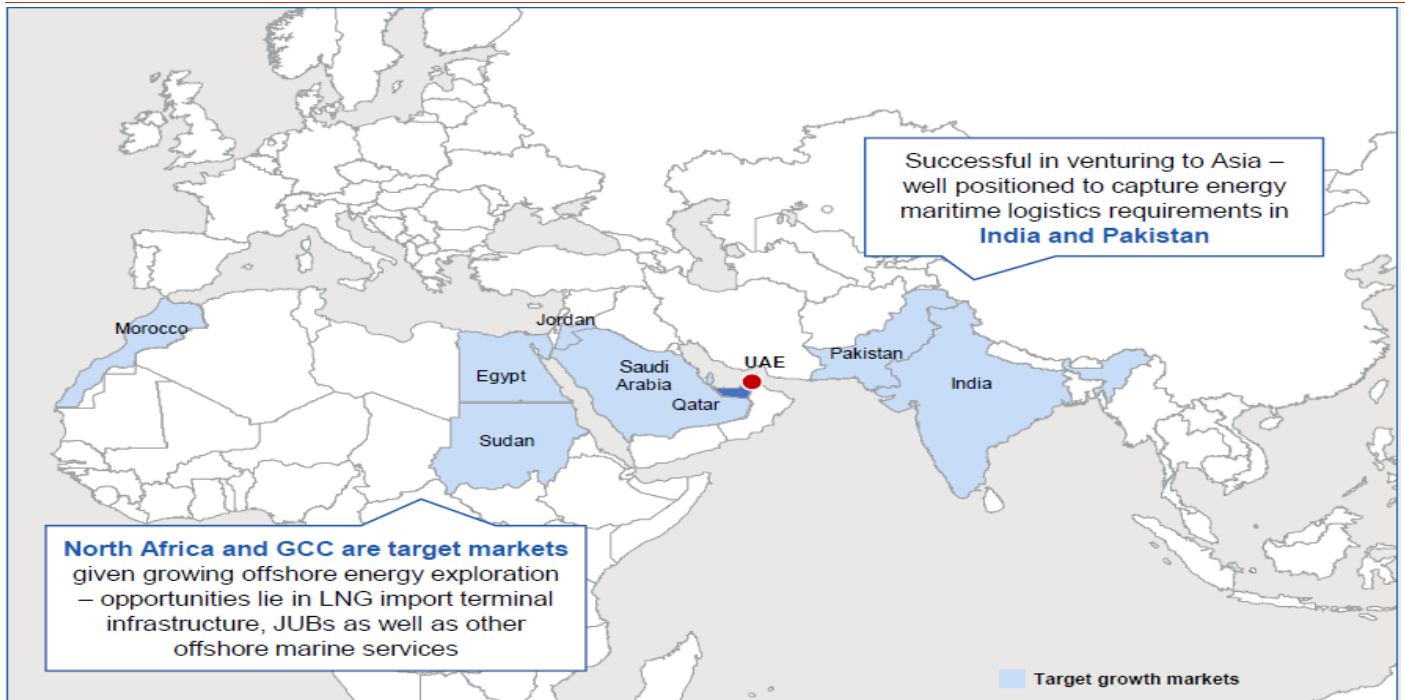 Successful in venturing to Asia –
well positioned to capture energy
maritime logistics requirements in
India and Pakistan
Morocco
Jordan
Egypt
Saudi
Arabia
UAE
Qatar
Pakistan
India
Sudan
North Africa and GCC are target markets
given growing offshore energy exploration
– opportunities lie in LNG import terminal
infrastructure, JUBs as well as other
offshore marine services
Target growth markets